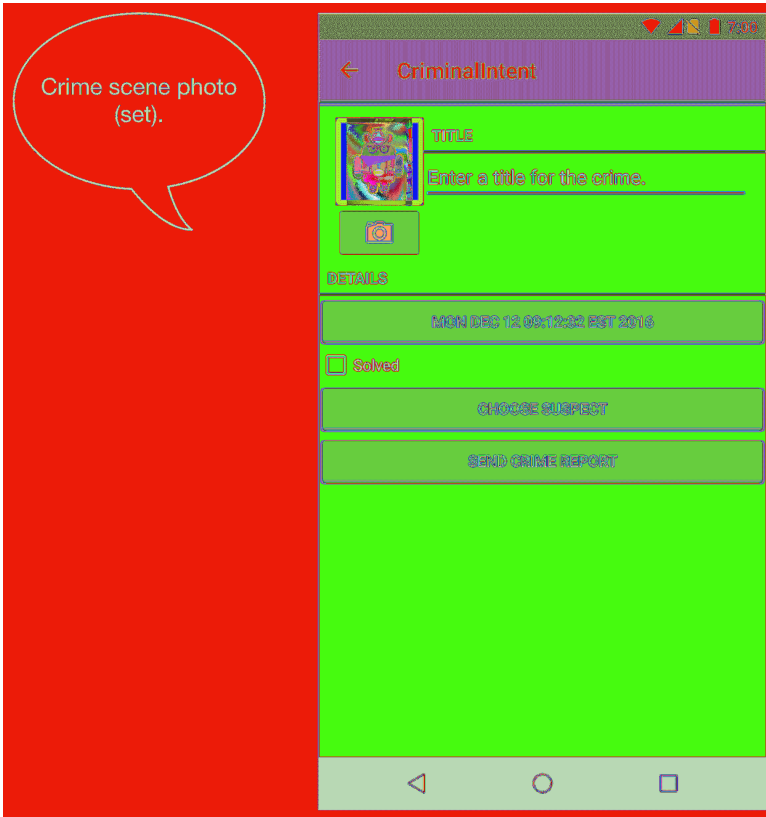 Crime scene photo
(set).
7:00
CriminalIntent
TITLE
Enter a title for the crime.
DETAILS
MON DEC 12 09:12:32 EST 2016
Solved
CHOOSE SUSPECT
SEND CRIME REPORT